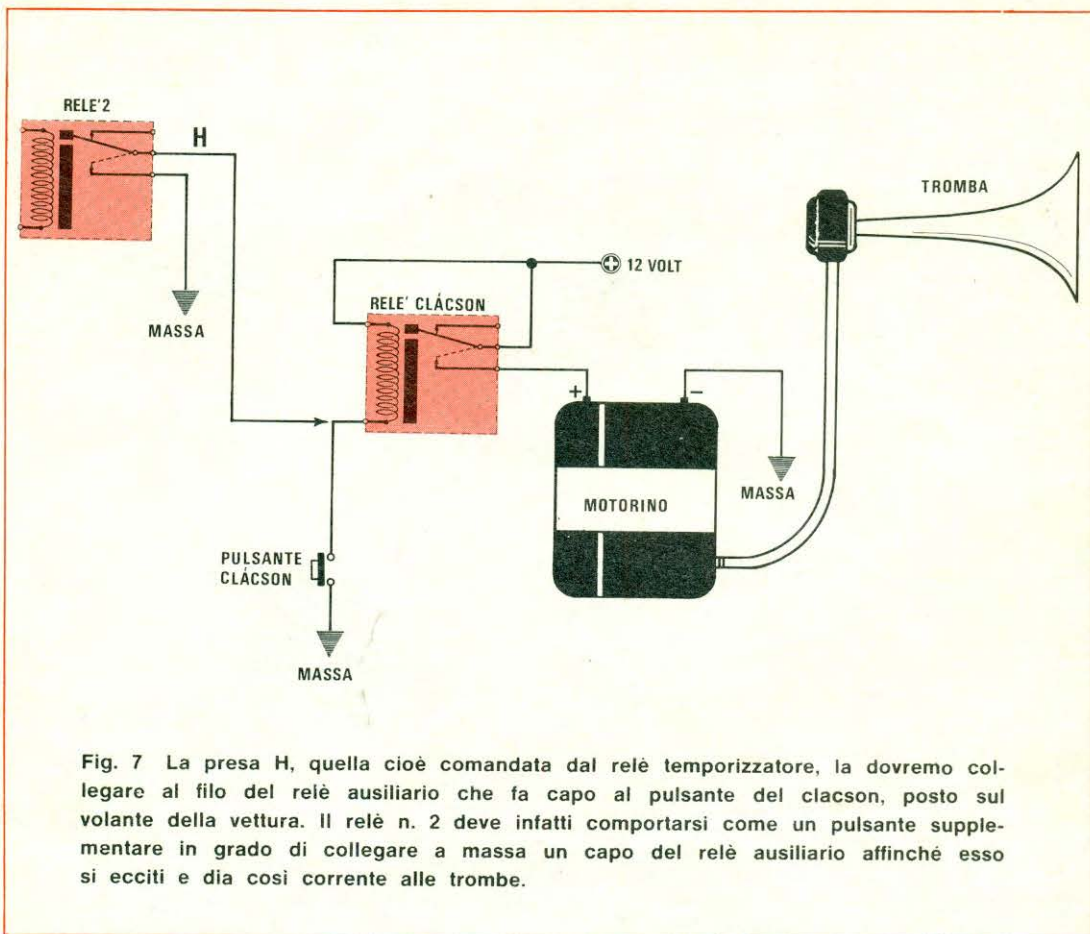 RELE'2
H
MASSA
RELE' CLÁCSON
12 VOLT
TROMBA
+
−
MOTORINO
MASSA
PULSANTE
CLÁCSON
MASSA
Fig. 7 La presa H, quella cioè comandata dal relè temporizzatore, la dovremo col-
legare al filo del relè ausiliario che fa capo al pulsante del clacson, posto sul
volante della vettura. Il relè n. 2 deve infatti comportarsi come un pulsante supple-
mentare in grado di collegare a massa un capo del relè ausiliario affinché esso
si ecciti e dia così corrente alle trombe.